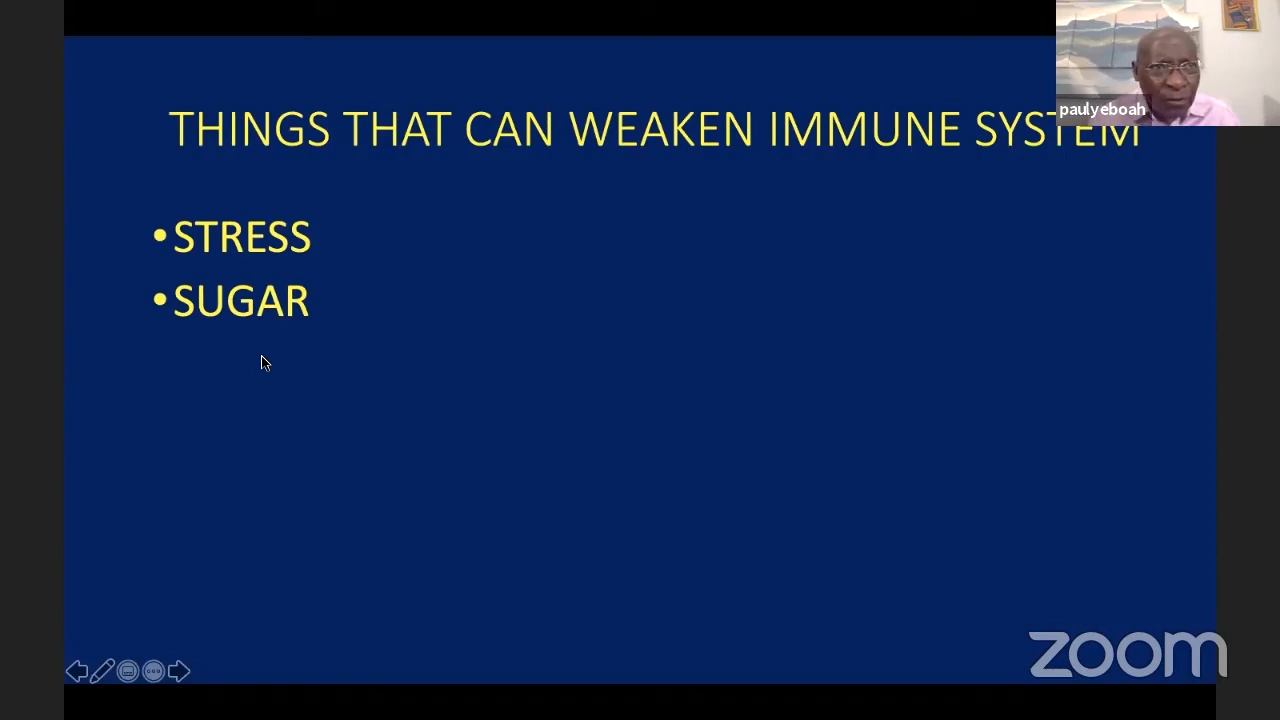 paulyeboah
THINGS THAT CAN WEAKEN IMMUNE SYSTEM
•STRESS
•SUGAR
zoom